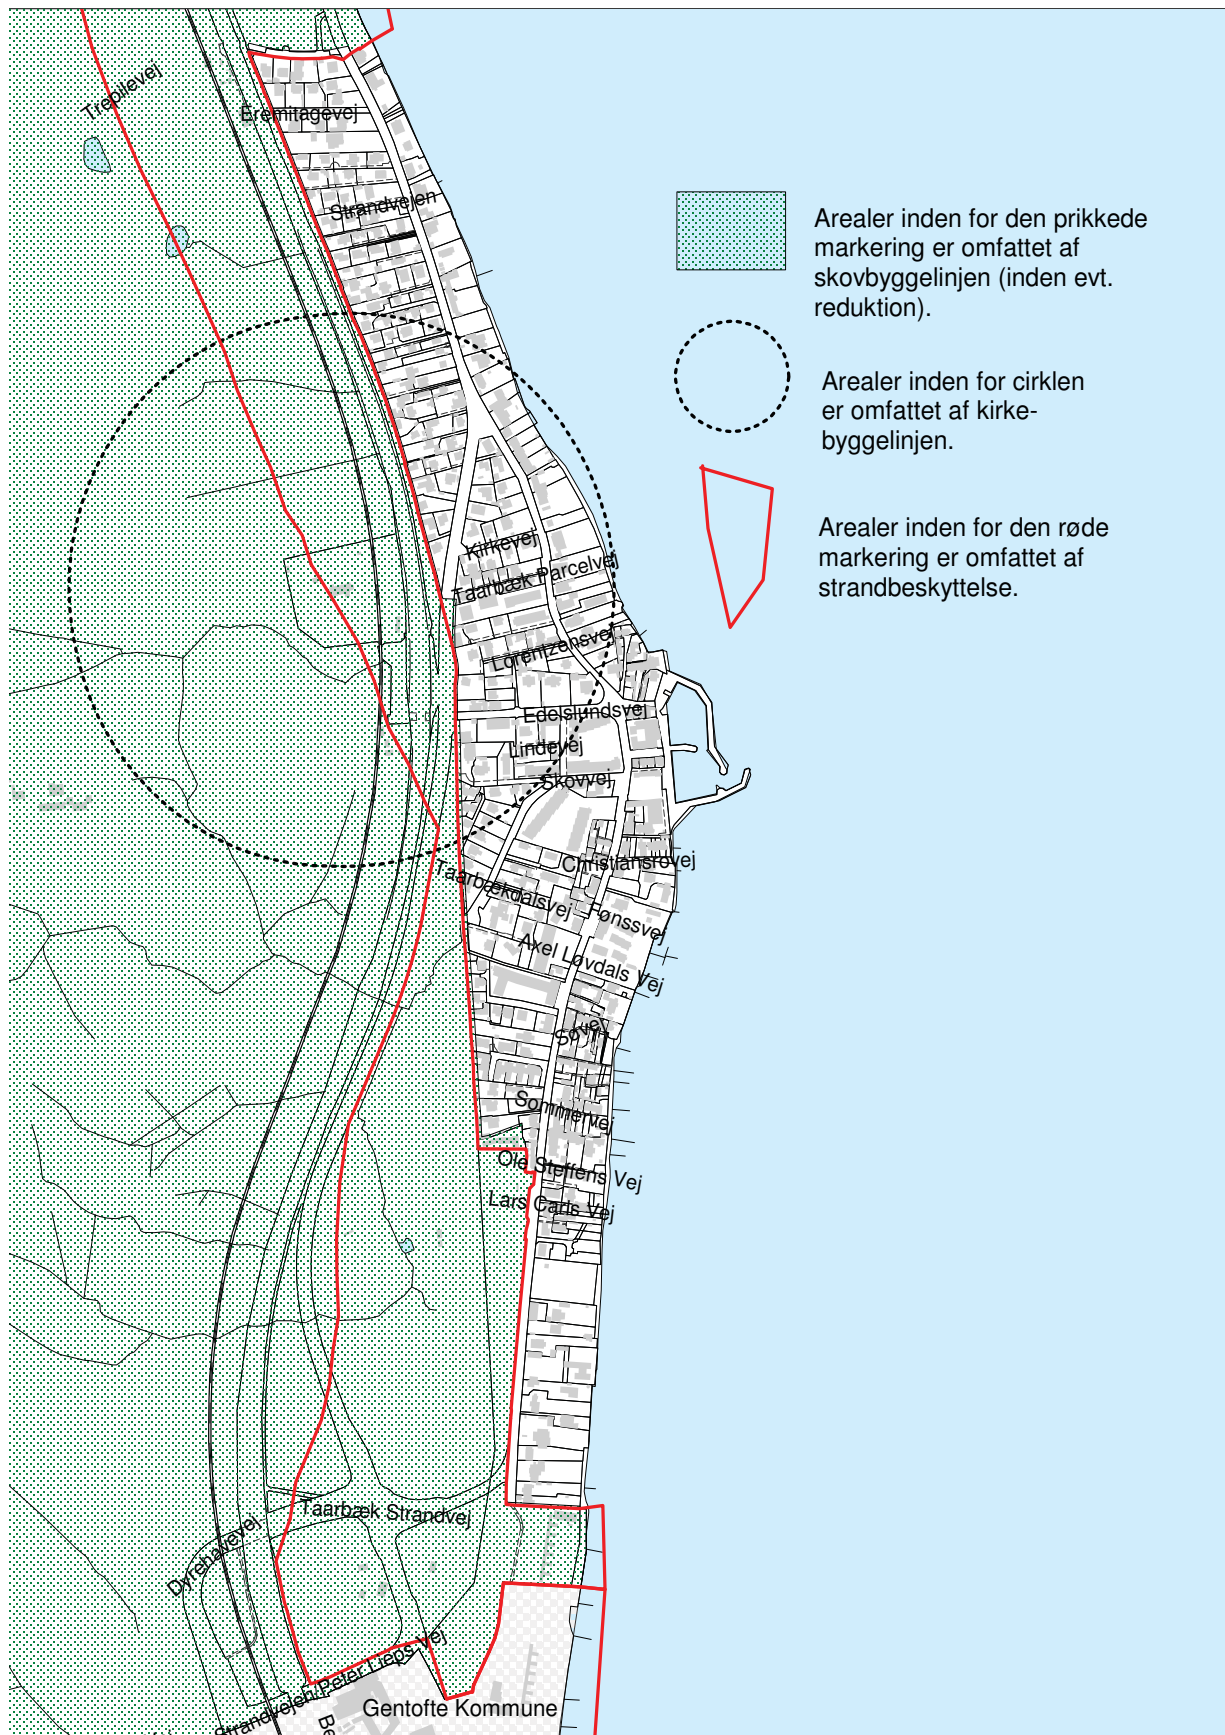 Trepilevej
Eremitagevej
Strandvejen
Arealer inden for den prikkede
markering er omfattet af
skovbyggelinjen (inden evt.
reduktion).
Arealer inden for cirklen
er omfattet af kirke-
byggelinjen.
Arealer inden for den røde
markering er omfattet af
strandbeskyttelse.
Kirkevej
Taarbæk Parcelvej
Lorentzensvej
Edelslundsvej
Lindevej
Skovvej
Christiansrovej
Taarbækdalsvej
Fønssvej
Axel Løvdals Vej
Søvej
Sommervej
Ole Steffens Vej
Lars Carls Vej
Taarbæk Strandvej
Dyrehavevej
Peter Lieps Vej
Strandvejen
Gentofte Kommune
Be